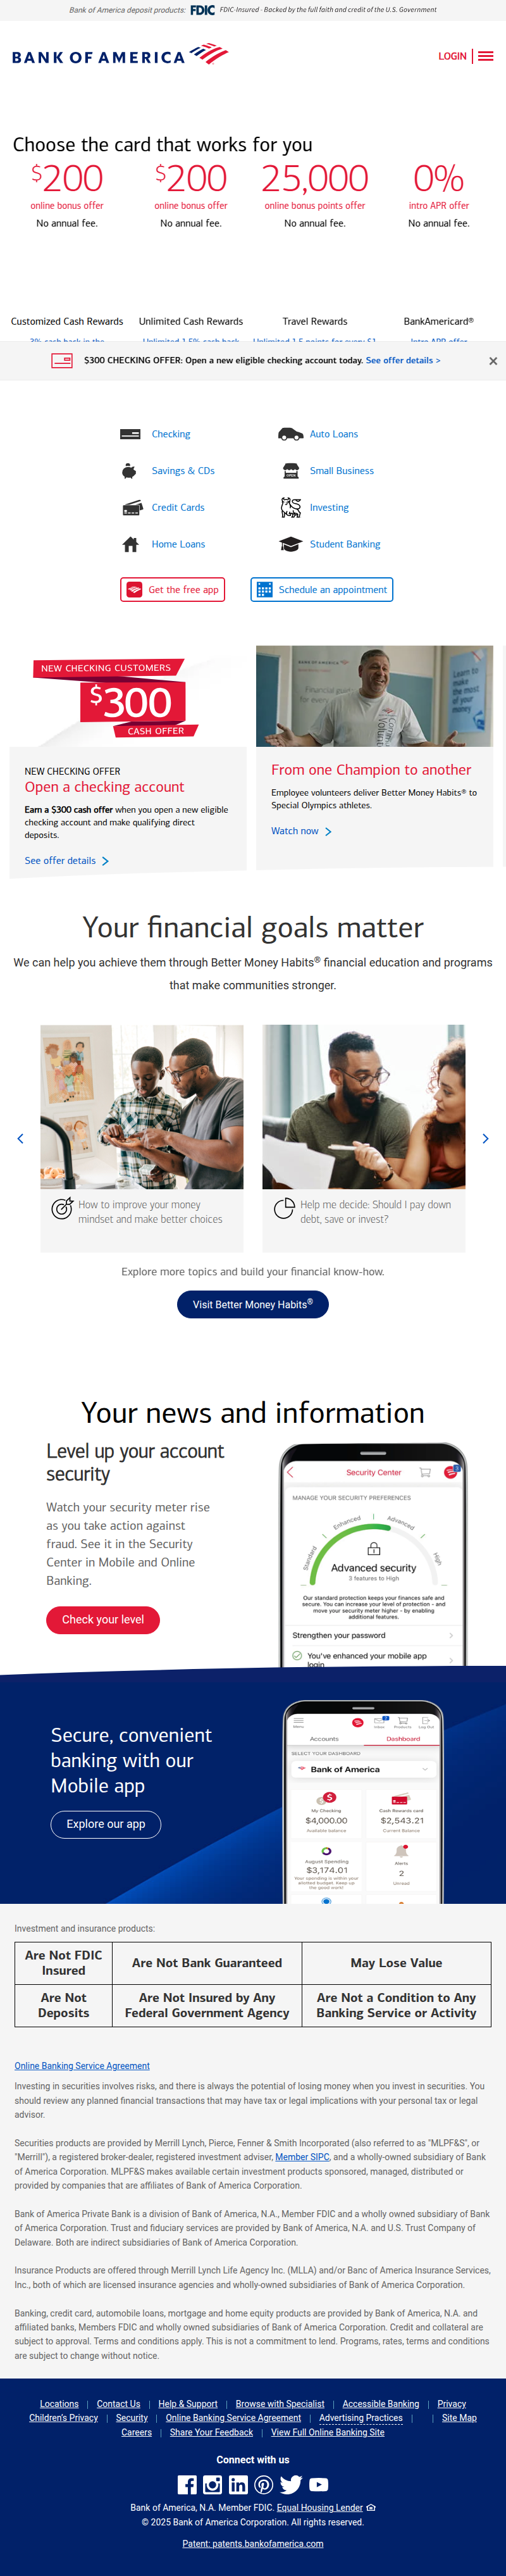 Bank of America deposit products: FDIC FDIC-Insured - Backed by the full faith and credit of the U.S. Government
BANK OF AMERICA
LOGIN
Choose the card that works for you
$200
online bonus offer
No annual fee.
$200
online bonus offer
No annual fee.
25,000
online bonus points offer
No annual fee.
0%
intro APR offer
No annual fee.
Customized Cash Rewards
Unlimited Cash Rewards
Travel Rewards
BankAmericard®
3% cash back in the
Unlimited 1.5% cash back
Unlimited 1.5 points for every $1
Intro APR offer
$300 CHECKING OFFER: Open a new eligible checking account today. See offer details >
Checking
Auto Loans
Savings & CDs
Small Business
Credit Cards
Investing
Home Loans
Student Banking
Get the free app
Schedule an appointment
NEW CHECKING CUSTOMERS
$300
CASH OFFER
NEW CHECKING OFFER
Open a checking account
Earn a $300 cash offer when you open a new eligible
checking account and make qualifying direct
deposits.
See offer details
From one Champion to another
Employee volunteers deliver Better Money Habits® to
Special Olympics athletes.
Watch now
Your financial goals matter
We can help you achieve them through Better Money Habits® financial education and programs
that make communities stronger.
How to improve your money
mindset and make better choices
Help me decide: Should I pay down
debt, save or invest?
Explore more topics and build your financial know-how.
Visit Better Money Habits®
Your news and information
Level up your account
security
Watch your security meter rise
as you take action against
fraud. See it in the Security
Center in Mobile and Online
Banking.
Check your level
Security Center
MANAGE YOUR SECURITY PREFERENCES
Standard
Enhanced
Advanced
High
Advanced security
3 features to High
Our standard protection keeps your finances safe and
secure. You can increase your level of protection - and
move your security meter higher - by enabling
additional features.
Strengthen your password
You've enhanced your mobile app
login
Secure, convenient
banking with our
Mobile app
Explore our app
Menu
Inbox
Products
Log Out
Accounts
Dashboard
SELECT YOUR DASHBOARD
Bank of America
My Checking
$4,000.00
Available balance
Cash Rewards card
$2,543.21
Current Balance
August Spending
$3,174.01
Your spending is within your
allotted budget. Keep up
the good work!
Alerts
2
Unread
Investment and insurance products:
Are Not FDIC
Insured
Are Not Bank Guaranteed
May Lose Value
Are Not
Deposits
Are Not Insured by Any
Federal Government Agency
Are Not a Condition to Any
Banking Service or Activity
Online Banking Service Agreement
Investing in securities involves risks, and there is always the potential of losing money when you invest in securities. You
should review any planned financial transactions that may have tax or legal implications with your personal tax or legal
advisor.
Securities products are provided by Merrill Lynch, Pierce, Fenner & Smith Incorporated (also referred to as "MLPF&S", or
"Merrill"), a registered broker-dealer, registered investment adviser, Member SIPC, and a wholly-owned subsidiary of Bank
of America Corporation. MLPF&S makes available certain investment products sponsored, managed, distributed or
provided by companies that are affiliates of Bank of America Corporation.
Bank of America Private Bank is a division of Bank of America, N.A., Member FDIC and a wholly owned subsidiary of Bank
of America Corporation. Trust and fiduciary services are provided by Bank of America, N.A. and U.S. Trust Company of
Delaware. Both are indirect subsidiaries of Bank of America Corporation.
Insurance Products are offered through Merrill Lynch Life Agency Inc. (MLLA) and/or Banc of America Insurance Services,
Inc., both of which are licensed insurance agencies and wholly-owned subsidiaries of Bank of America Corporation.
Banking, credit card, automobile loans, mortgage and home equity products are provided by Bank of America, N.A. and
affiliated banks, Members FDIC and wholly owned subsidiaries of Bank of America Corporation. Credit and collateral are
subject to approval. Terms and conditions apply. This is not a commitment to lend. Programs, rates, terms and conditions
are subject to change without notice.
Locations | Contact Us | Help & Support | Browse with Specialist | Accessible Banking | Privacy
Children's Privacy | Security | Online Banking Service Agreement | Advertising Practices | | Site Map
Careers | Share Your Feedback | View Full Online Banking Site
Connect with us
Bank of America, N.A. Member FDIC. Equal Housing Lender
© 2025 Bank of America Corporation. All rights reserved.
Patent: patents.bankofamerica.com